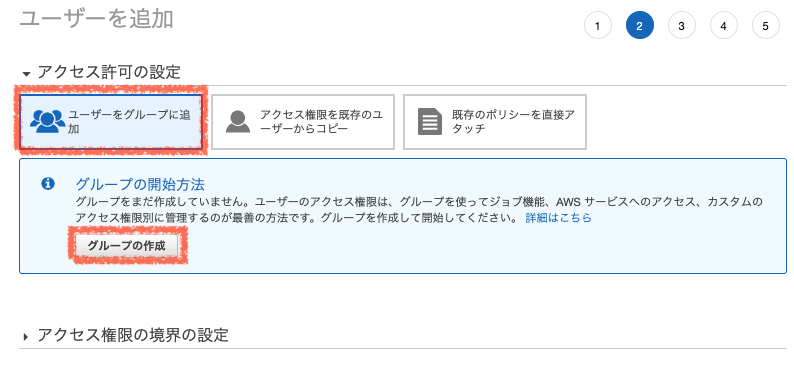 ユーザーを追加
1 2 3 4 5
アクセス許可の設定
ユーザーをグループに追
加
アクセス権限を既存のユ
ーザーからコピー
既存のポリシーを直接ア
タッチ
グループの開始方法
グループをまだ作成していません。ユーザーのアクセス権限は、グループを使ってジョブ機能、AWS サービスへのアクセス、カスタムの
アクセス権限別に管理するのが最善の方法です。グループを作成して開始してください。 詳細はこちら
グループの作成
アクセス権限の境界の設定